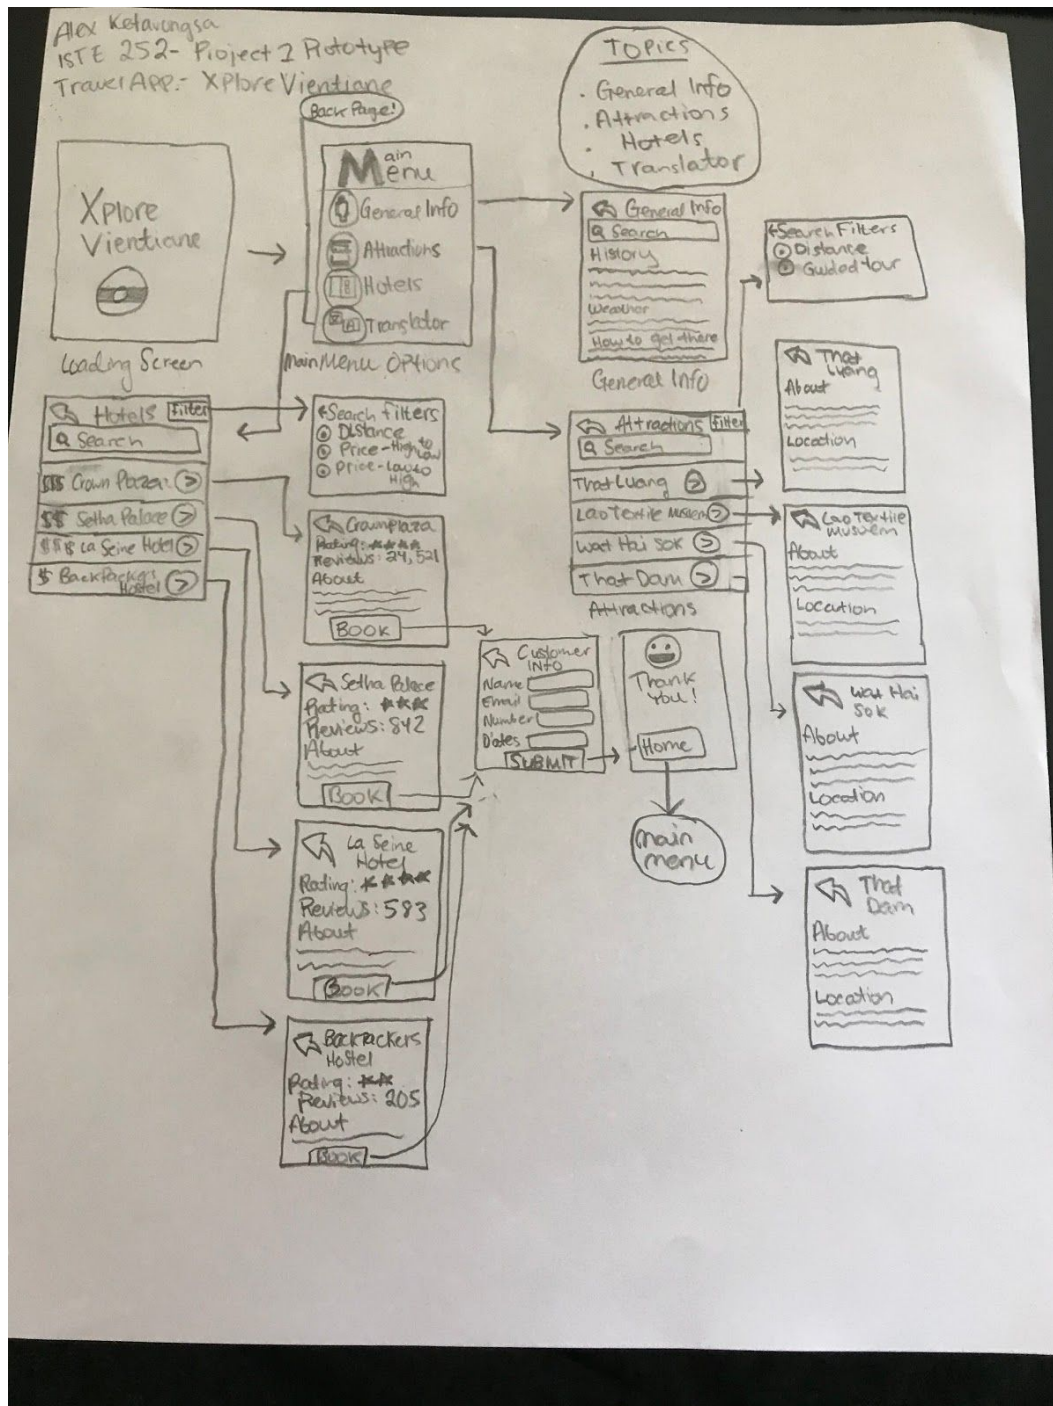 Alex Ketavongsa
ISTE 252- Project 1 Prototype
Travel App:- Xplore Vientiane
Back Page!
TOPICS
. General Info
. Attractions
. Hotels
. Translator
Xplore
Vientiane
Loading Screen
Main
Menu
General Info
Attractions
Hotels
Translator
Main Menu Options
General Info
Search
History
Weather
How to get there
General Info
Search Filters
Distance
Guided tour
Hotels Filter
Search
$$$ Crown Plaza
$$ Setha Palace
$$$ La Seine Hotel
$ Backpackers
Hostel
Search filters
Distance
Price-High to
Low
Price-Low to
High
Attractions Filter
Search
That Luang
Lao Textile Museum
Wat Hai Sok
That Dam
Attractions
That
Luang
About
Location
Lao Textile
Museum
About
Location
Wat Hai
Sok
About
Location
That
Dam
About
Location
Crownplaza
Rating:
Reviews: 24,521
About
BOOK
Setha Palace
Rating:
Reviews: 842
About
BOOK
La Seine
Hotel
Rating:
Reviews: 583
About
BOOK
Backpackers
Hostel
Rating:
Reviews: 205
About
BOOK
Customer
Info
Name
Email
Number
Dates
SUBMIT
Thank
You!
Home
main
menu